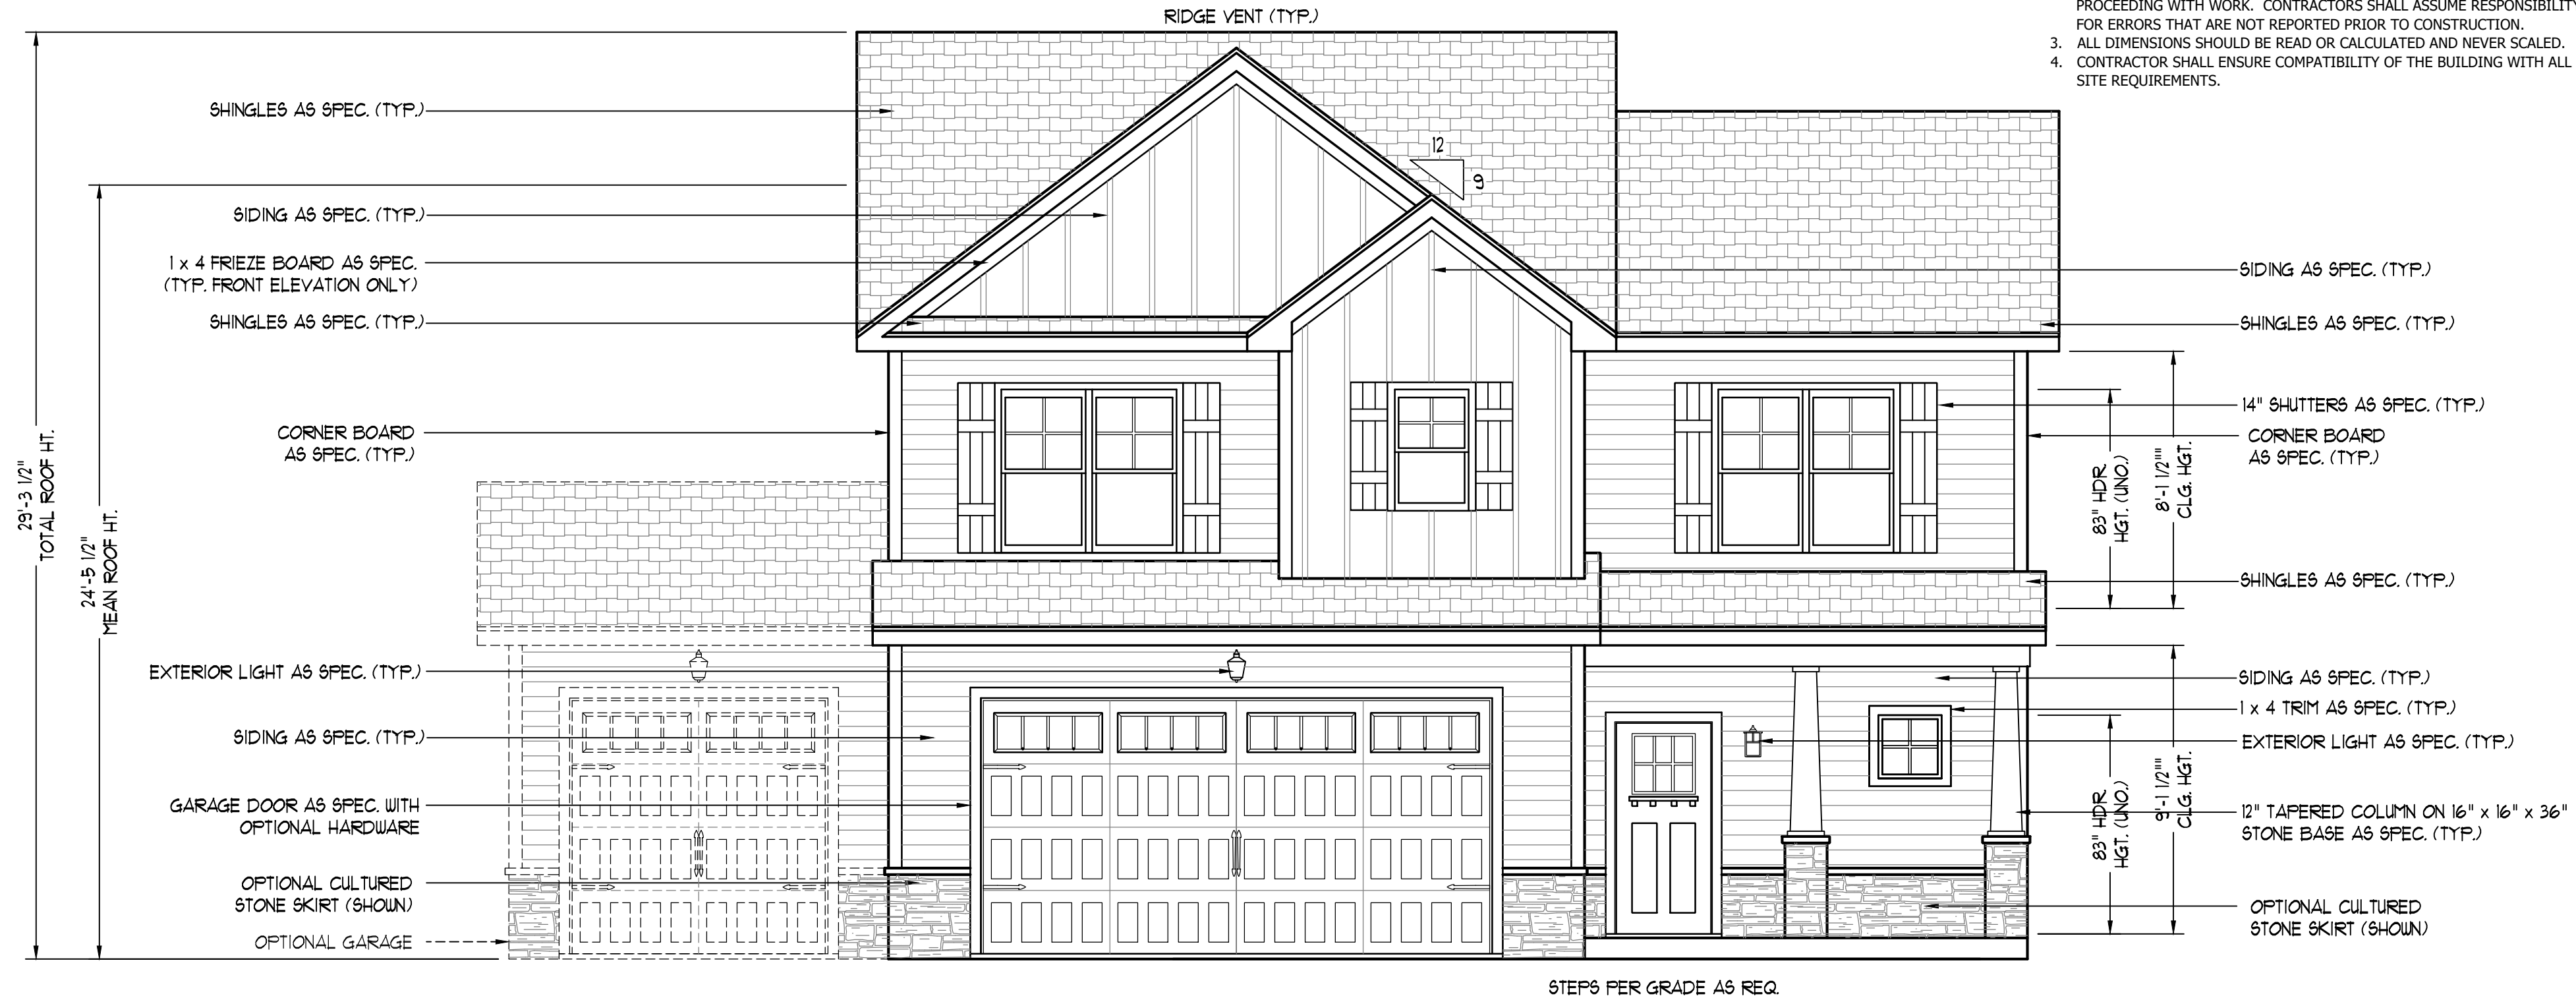 RIDGE VENT (TYP.)
PROCEEDING WITH WORK. CONTRACTORS SHALL ASSUME RESPONSIBILITY
FOR ERRORS THAT ARE NOT REPORTED PRIOR TO CONSTRUCTION.
3. ALL DIMENSIONS SHOULD BE READ OR CALCULATED AND NEVER SCALED.
4. CONTRACTOR SHALL ENSURE COMPATIBILITY OF THE BUILDING WITH ALL
SITE REQUIREMENTS.
29'-3 1/2"
TOTAL ROOF HT.
24'-5 1/2"
MEAN ROOF HT.
SHINGLES AS SPEC. (TYP.)
SIDING AS SPEC. (TYP.)
1 x 4 FRIEZE BOARD AS SPEC.
(TYP. FRONT ELEVATION ONLY)
SHINGLES AS SPEC. (TYP.)
CORNER BOARD
AS SPEC. (TYP.)
EXTERIOR LIGHT AS SPEC. (TYP.)
SIDING AS SPEC. (TYP.)
GARAGE DOOR AS SPEC. WITH
OPTIONAL HARDWARE
OPTIONAL CULTURED
STONE SKIRT (SHOWN)
OPTIONAL GARAGE
12
9
SIDING AS SPEC. (TYP.)
SHINGLES AS SPEC. (TYP.)
14" SHUTTERS AS SPEC. (TYP.)
CORNER BOARD
AS SPEC. (TYP.)
83" HDR.
HGT. (UNO.)
8'-1 1/2""
CLG. HGT.
SHINGLES AS SPEC. (TYP.)
SIDING AS SPEC. (TYP.)
1 x 4 TRIM AS SPEC. (TYP.)
EXTERIOR LIGHT AS SPEC. (TYP.)
83" HDR.
HGT. (UNO.)
9'-1 1/2""
CLG. HGT.
12" TAPERED COLUMN ON 16" x 16" x 36"
STONE BASE AS SPEC. (TYP.)
OPTIONAL CULTURED
STONE SKIRT (SHOWN)
STEPS PER GRADE AS REQ.